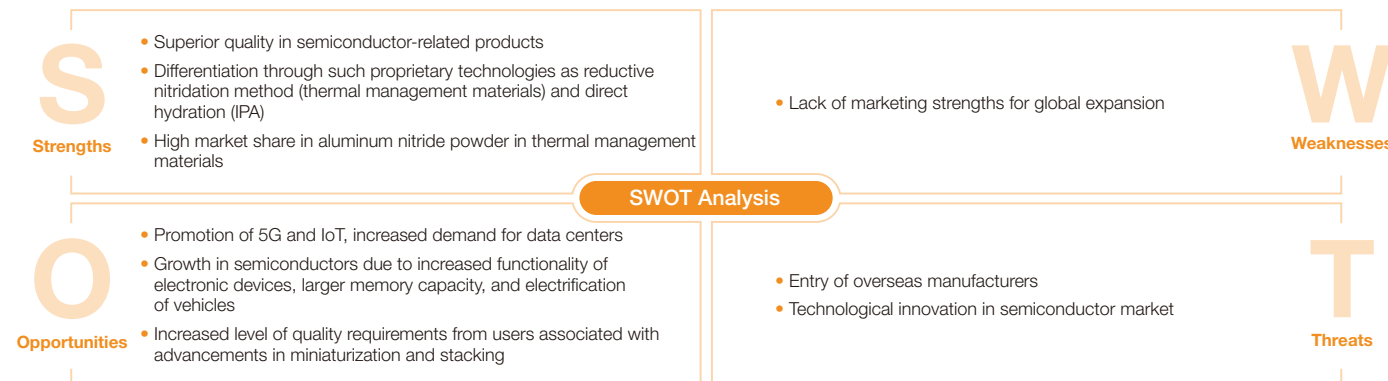 S
Strengths
• Superior quality in semiconductor-related products
• Differentiation through such proprietary technologies as reductive
nitridation method (thermal management materials) and direct
hydration (IPA)
• High market share in aluminum nitride powder in thermal management
materials
• Lack of marketing strengths for global expansion
W
Weaknesses
SWOT Analysis
O
Opportunities
• Promotion of 5G and IoT, increased demand for data centers
• Growth in semiconductors due to increased functionality of
electronic devices, larger memory capacity, and electrification
of vehicles
• Increased level of quality requirements from users associated with
advancements in miniaturization and stacking
• Entry of overseas manufacturers
• Technological innovation in semiconductor market
T
Threats